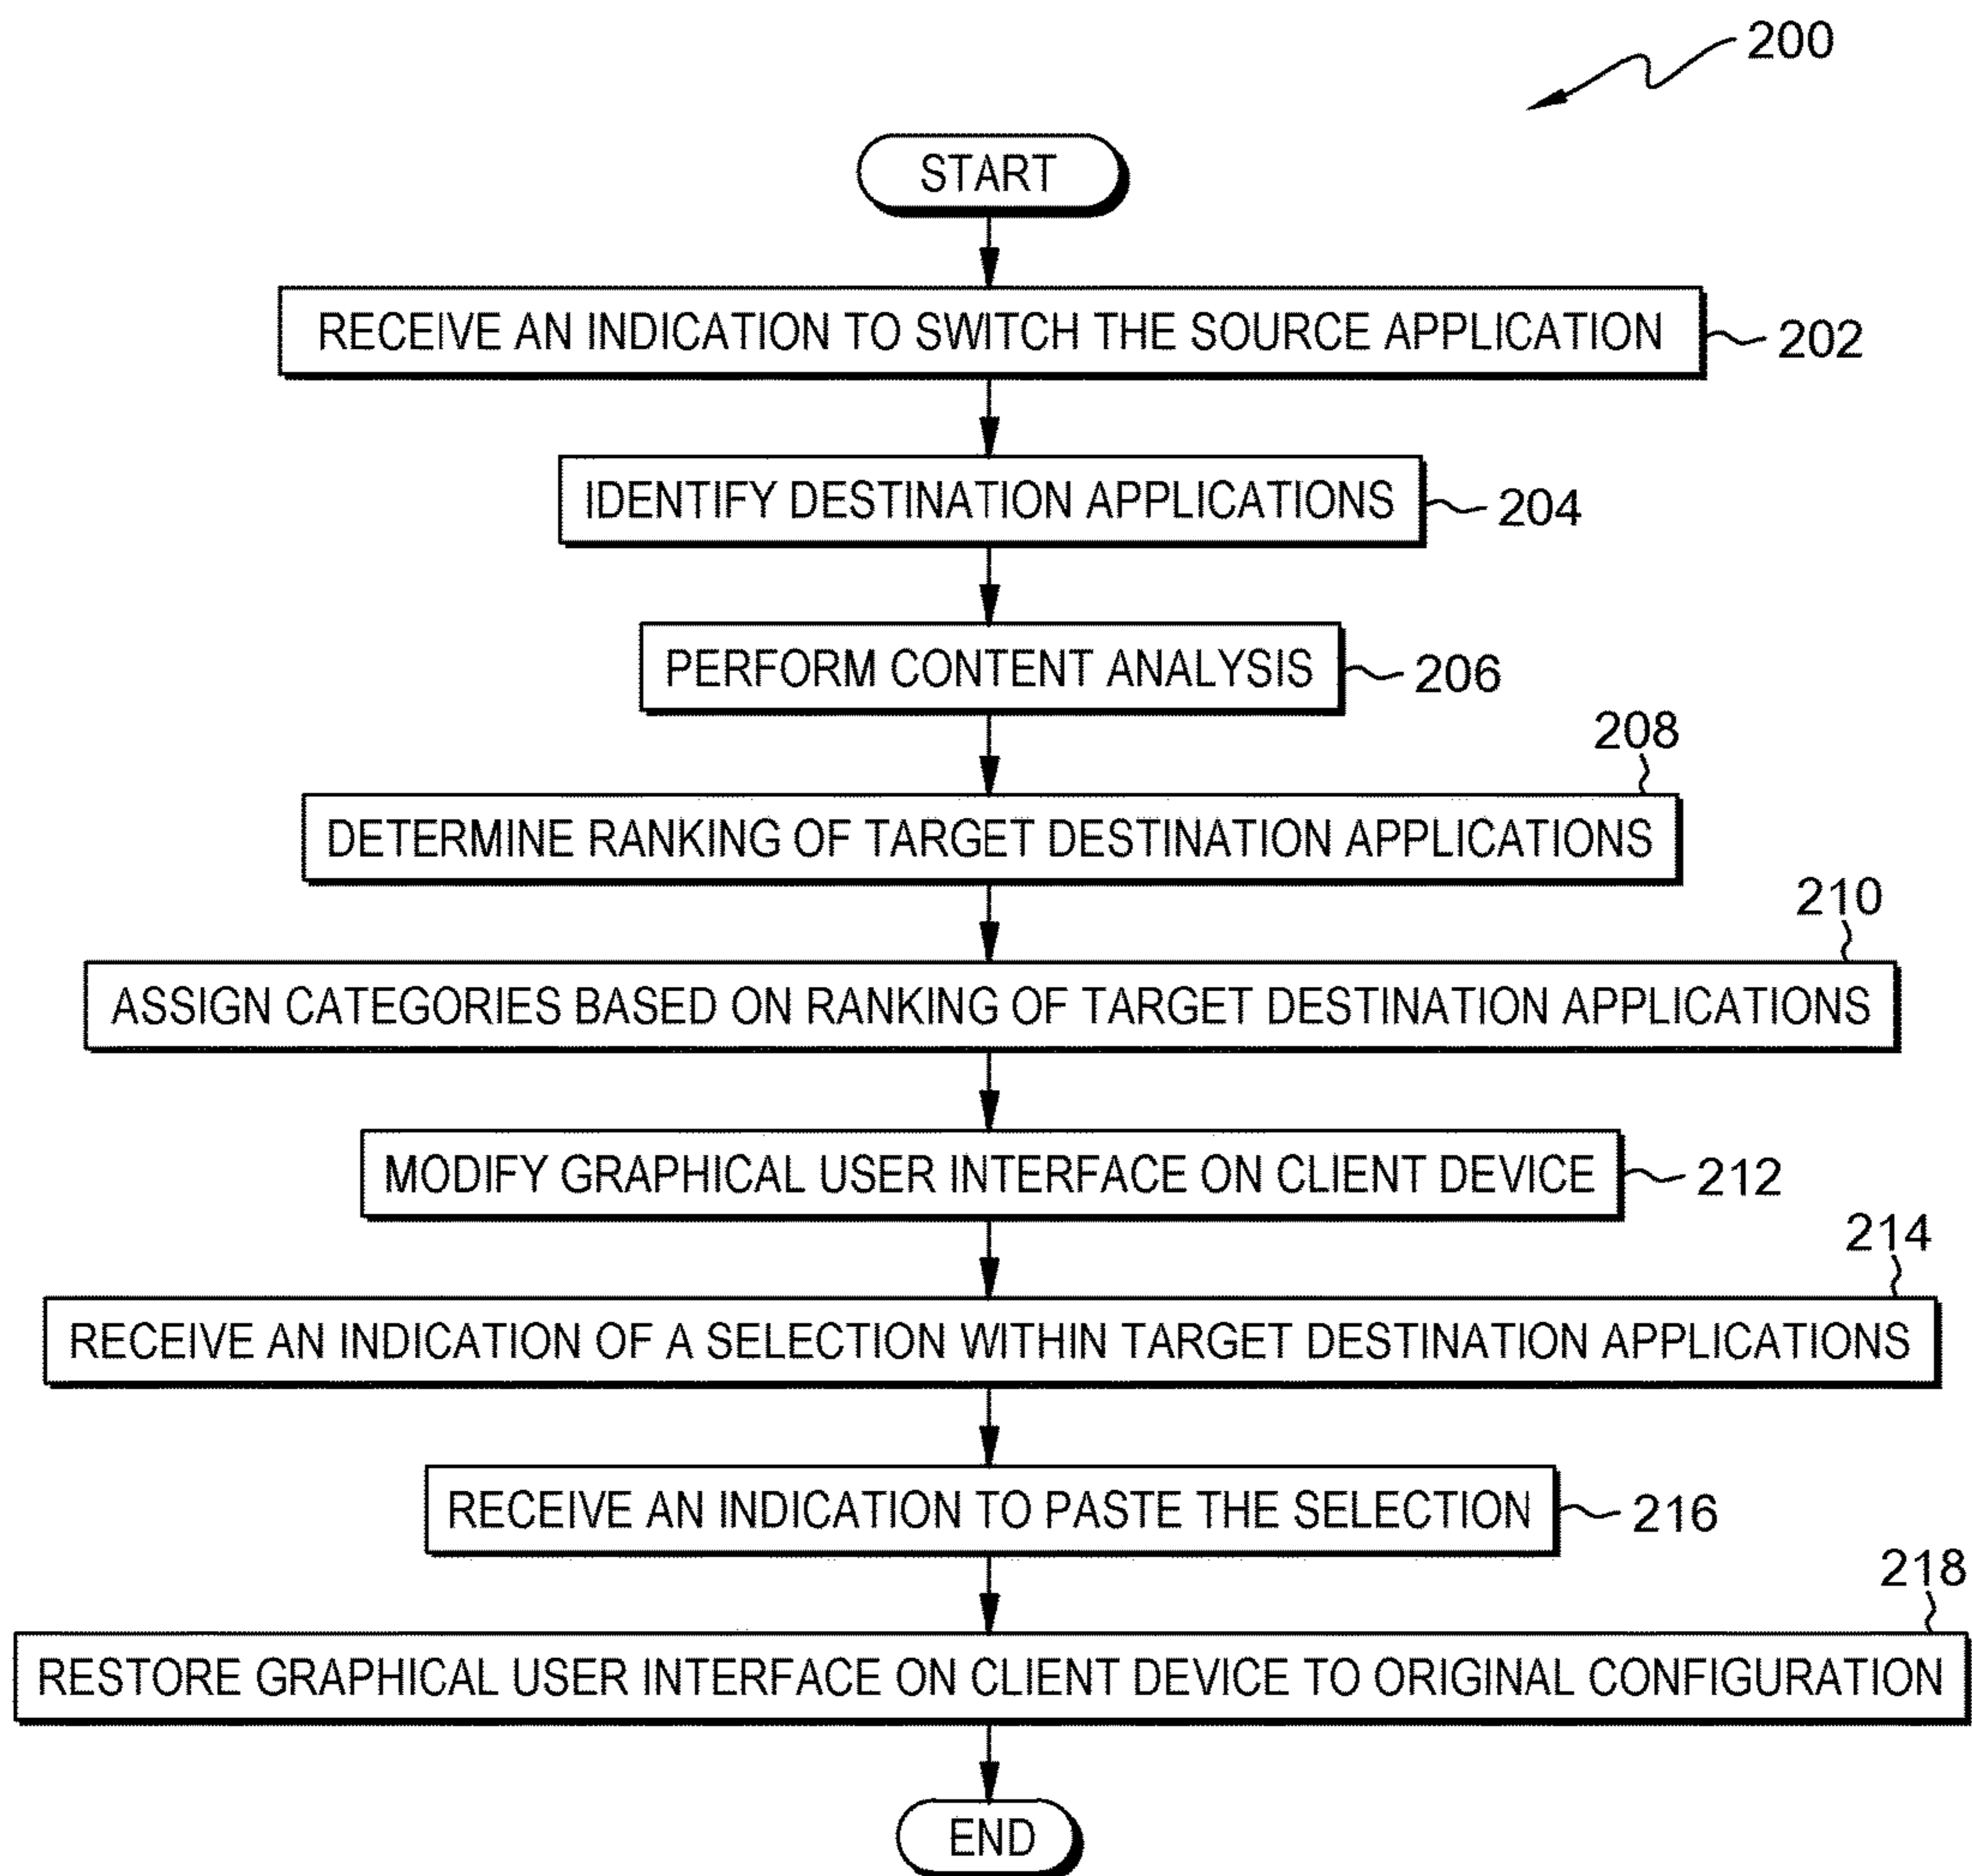 200
START
RECEIVE AN INDICATION TO SWITCH THE SOURCE APPLICATION
202
IDENTIFY DESTINATION APPLICATIONS
204
PERFORM CONTENT ANALYSIS
206
208
DETERMINE RANKING OF TARGET DESTINATION APPLICATIONS
210
ASSIGN CATEGORIES BASED ON RANKING OF TARGET DESTINATION APPLICATIONS
MODIFY GRAPHICAL USER INTERFACE ON CLIENT DEVICE
212
214
RECEIVE AN INDICATION OF A SELECTION WITHIN TARGET DESTINATION APPLICATIONS
RECEIVE AN INDICATION TO PASTE THE SELECTION
216
218
RESTORE GRAPHICAL USER INTERFACE ON CLIENT DEVICE TO ORIGINAL CONFIGURATION
END